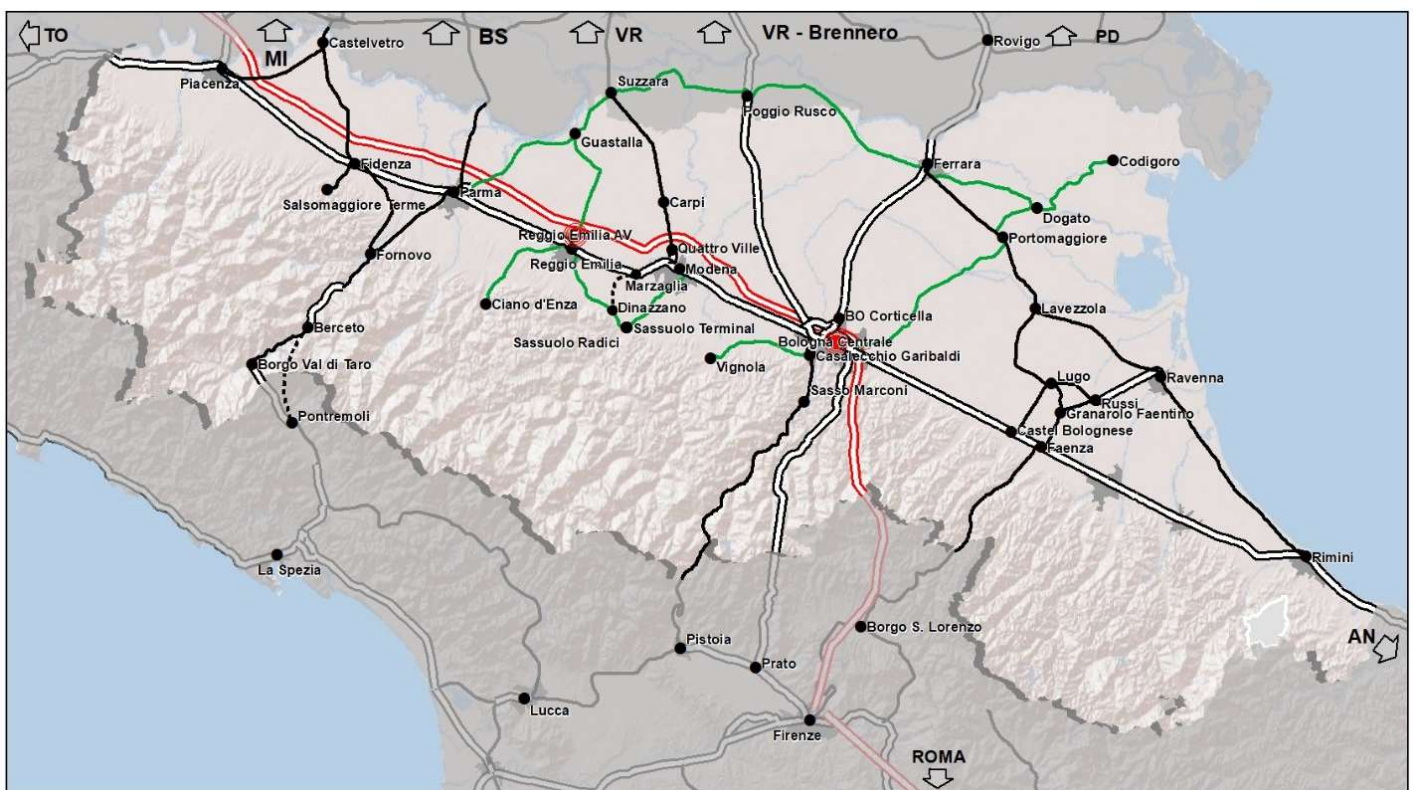 TO
MI
BS
VR
VR - Brennero
PD
Rovigo
Castelvetro
Piacenza
Suzzara
Poggio Rusco
Guastalla
Fidenza
Ferrara
Codigoro
Parma
Salsomaggiore Terme
Carpi
Dogato
Reggio Emilia AV
Portomaggiore
Quattro Ville
Fornovo
Reggio Emilia
Modena
Marzaglia
Ciano d'Enza
Dinazzano
Lavezzola
BO Corticella
Berceto
Sassuolo Terminal
Sassuolo Radici
Bologna Centrale
Casalecchio Garibaldi
Borgo Val di Taro
Vignola
Lugo
Ravenna
Sasso Marconi
Russi
Granarolo Faentino
Pontremoli
Castel Bolognese
Faenza
Rimini
La Spezia
Borgo S. Lorenzo
AN
Pistoia
Prato
Lucca
Firenze
ROMA